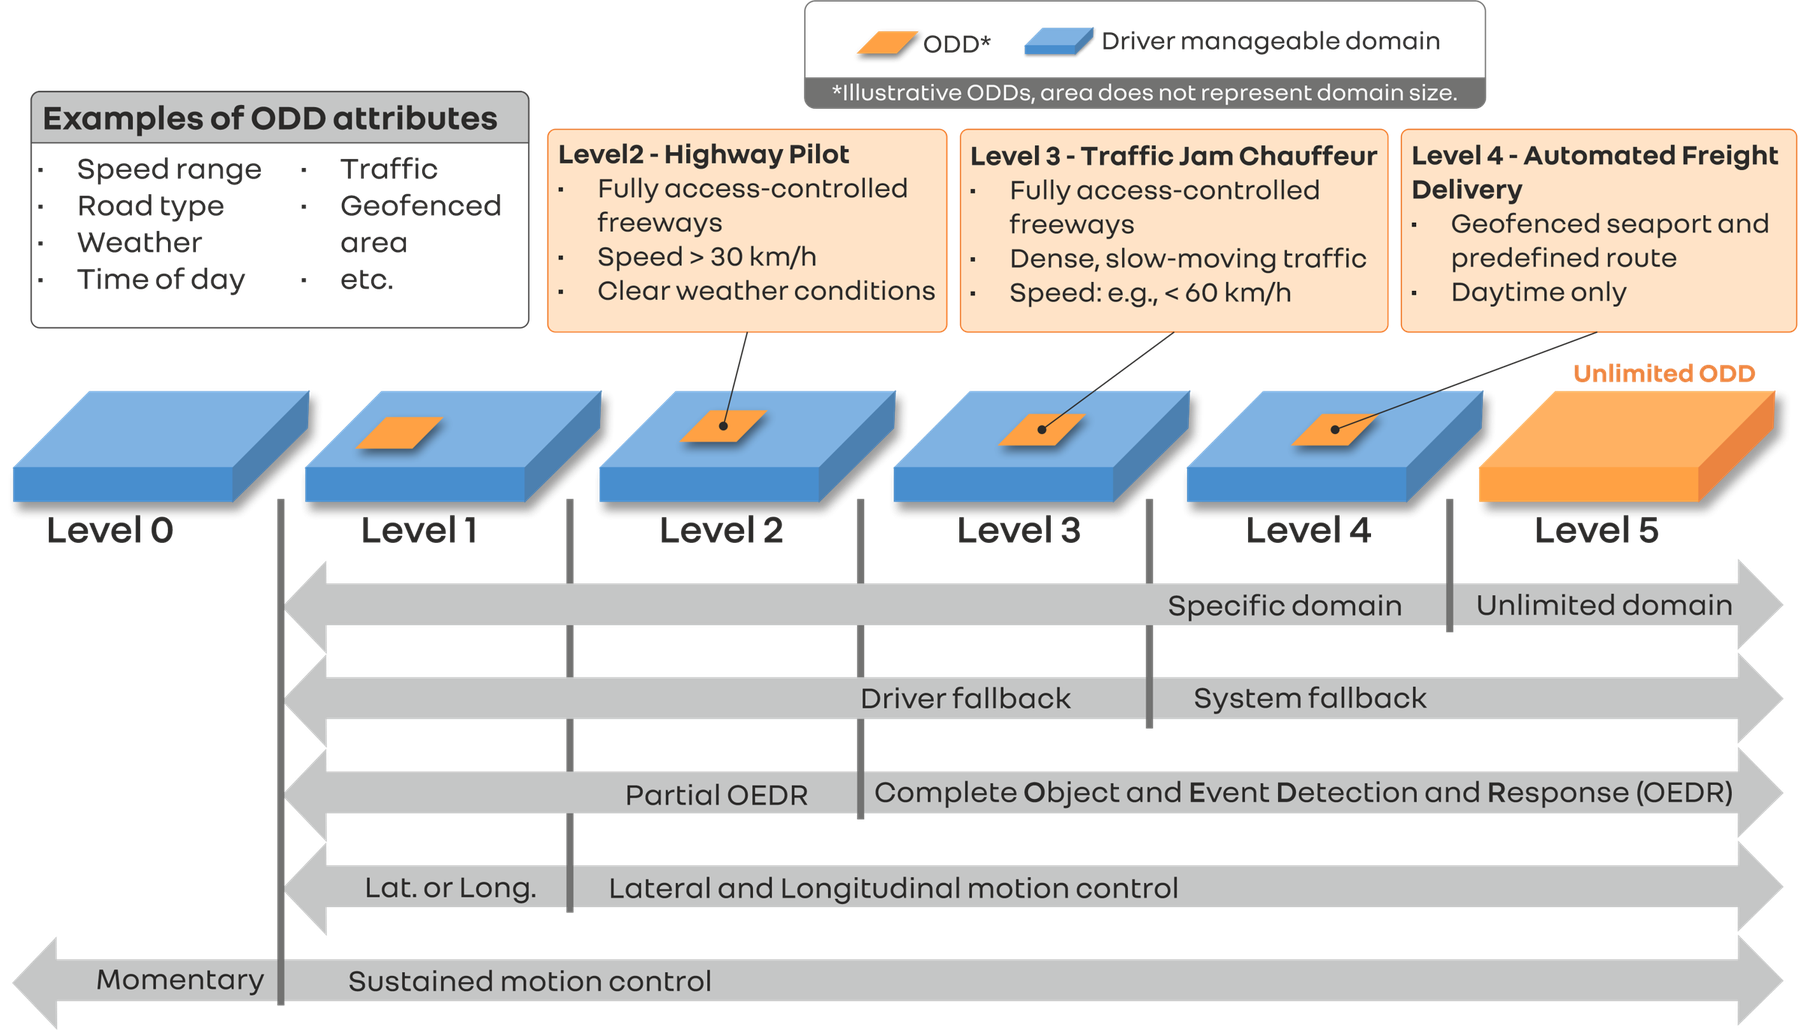 ODD*
Driver manageable domain
*Illustrative ODDs, area does not represent domain size.
Examples of ODD attributes
· Speed range
· Road type
· Weather
· Time of day
· Traffic
· Geofenced
area
· etc.
Level2 - Highway Pilot
· Fully access-controlled
freeways
· Speed > 30 km/h
· Clear weather conditions
Level 3 - Traffic Jam Chauffeur
· Fully access-controlled
freeways
· Dense, slow-moving traffic
· Speed: e.g., < 60 km/h
Level 4 - Automated Freight
Delivery
· Geofenced seaport and
predefined route
· Daytime only
Unlimited ODD
Level 0
Level 1
Level 2
Level 3
Level 4
Level 5
Specific domain
Unlimited domain
Driver fallback
System fallback
Partial OEDR
Complete Object and Event Detection and Response (OEDR)
Lat. or Long.
Lateral and Longitudinal motion control
Momentary
Sustained motion control